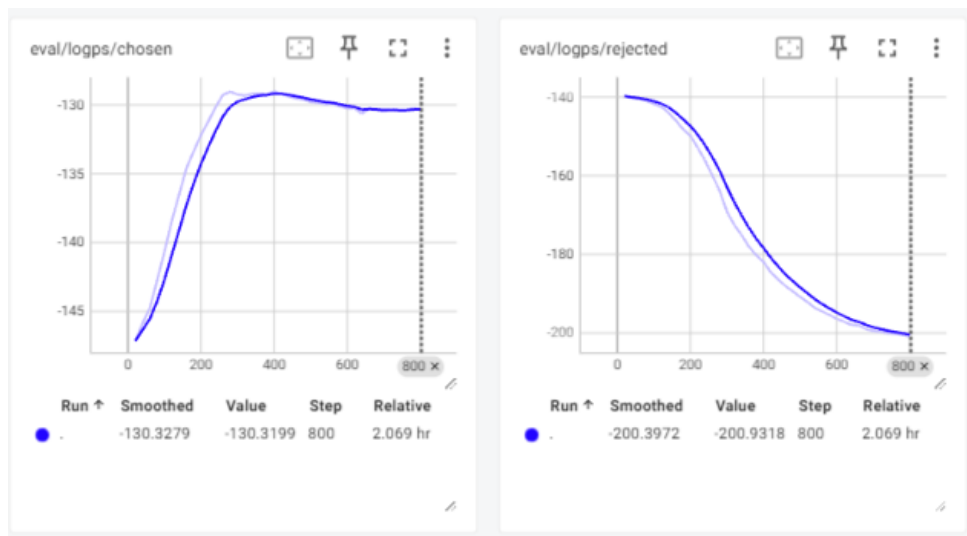 eval/logps/chosen
-130
-135
-140
-145
0 200 400 600 800 ×
Run ↑ Smoothed Value Step Relative
. -130.3279 -130.3199 800 2.069 hr
eval/logps/rejected
-140
-160
-180
-200
0 200 400 600 800 ×
Run ↑ Smoothed Value Step Relative
. -200.3972 -200.9318 800 2.069 hr